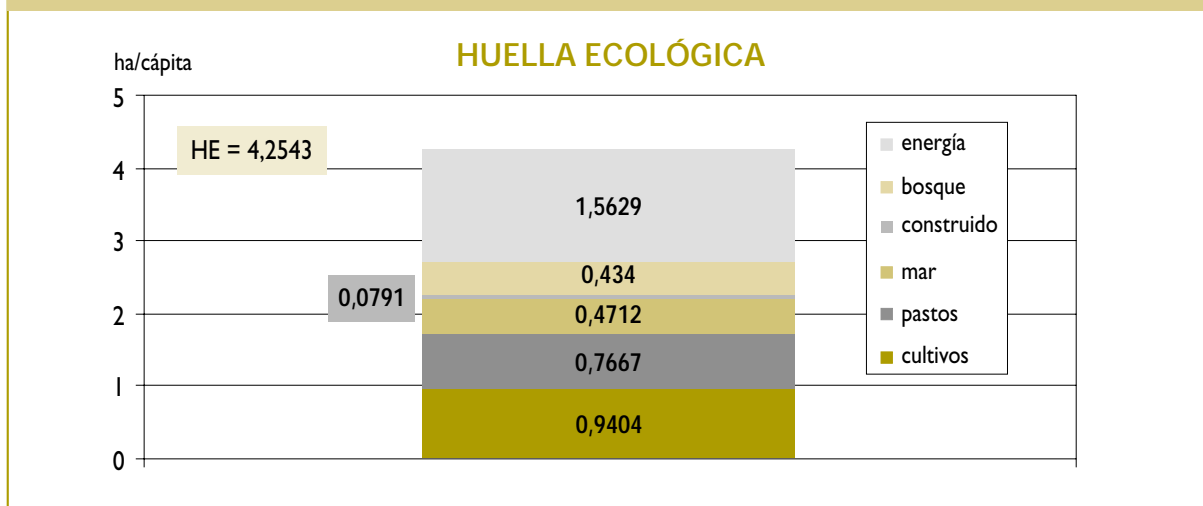 HUELLA ECOLÓGICA
ha/cápita
5
4
3
2
1
0
HE = 4,2543
1,5629
0,434
0,0791
0,4712
0,7667
0,9404
energía
bosque
construido
mar
pastos
cultivos